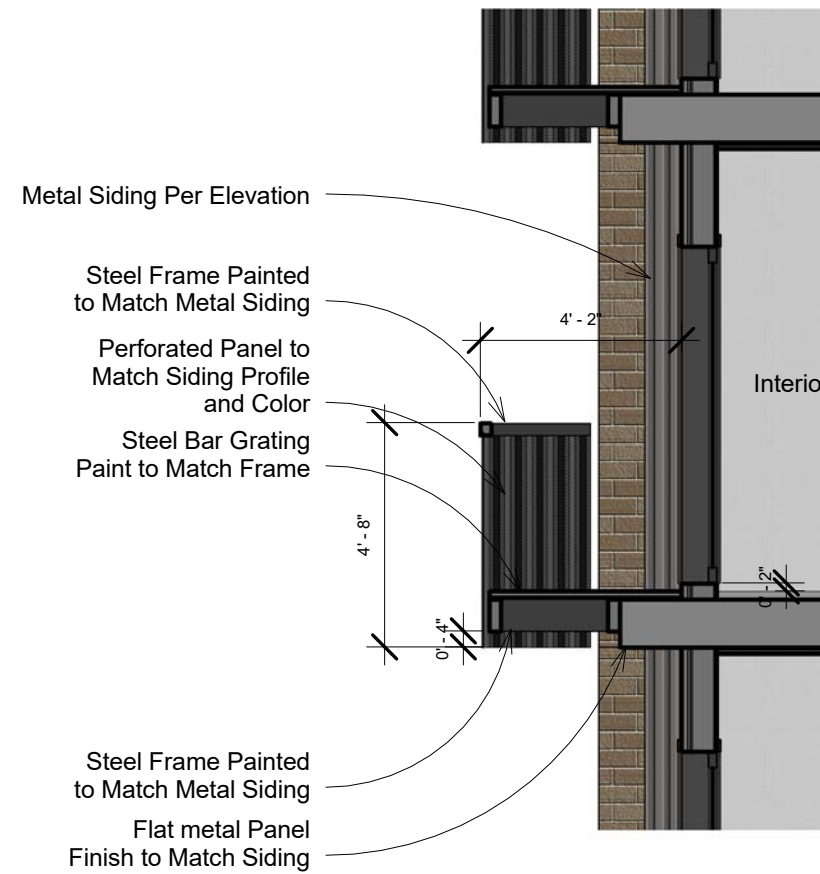 Metal Siding Per Elevation
Steel Frame Painted
to Match Metal Siding
4' - 2"
Perforated Panel to
Match Siding Profile
and Color
Interio
Steel Bar Grating
Paint to Match Frame
4' - 8"
0' - 2"
0' - 4"
Steel Frame Painted
to Match Metal Siding
Flat metal Panel
Finish to Match Siding